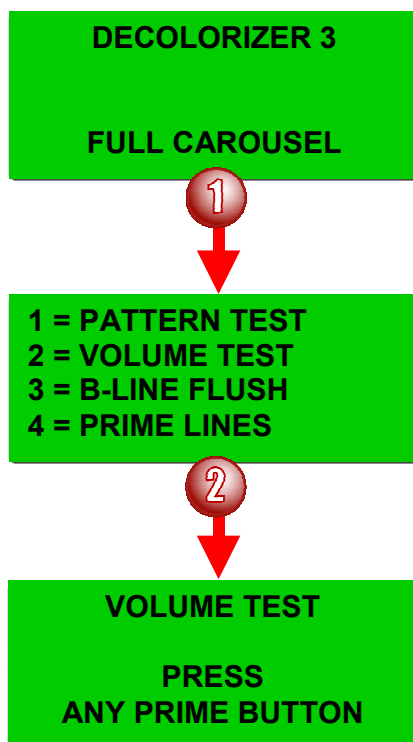 DECOLORIZER 3
FULL CAROUSEL
1
1 = PATTERN TEST
2 = VOLUME TEST
3 = B-LINE FLUSH
4 = PRIME LINES
2
VOLUME TEST
PRESS
ANY PRIME BUTTON